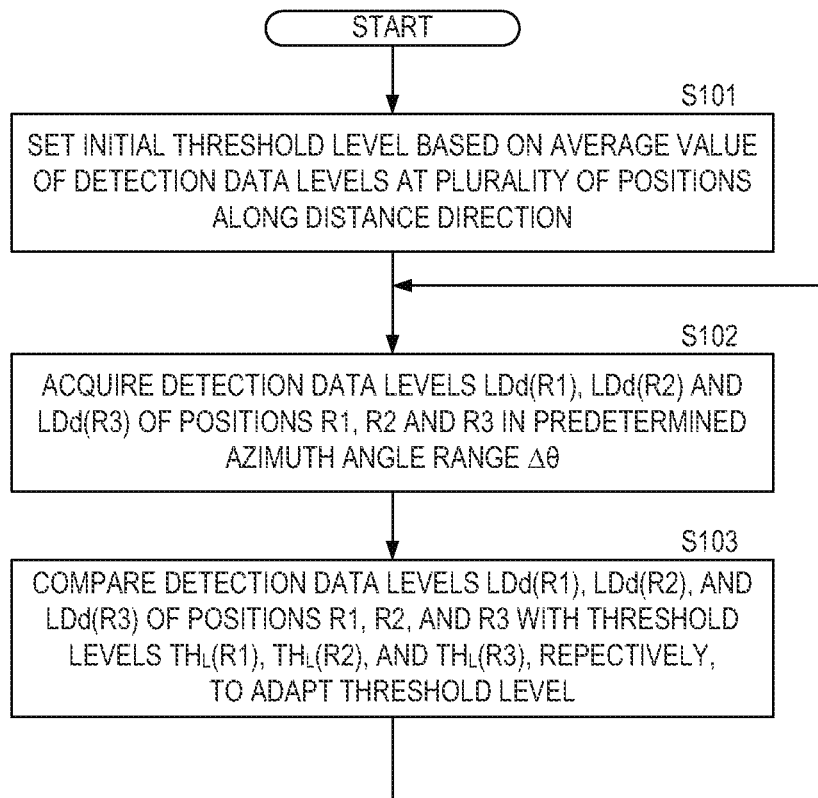 START
S101
SET INITIAL THRESHOLD LEVEL BASED ON AVERAGE VALUE
OF DETECTION DATA LEVELS AT PLURALITY OF POSITIONS
ALONG DISTANCE DIRECTION
S102
ACQUIRE DETECTION DATA LEVELS LDd(R1), LDd(R2) AND
LDd(R3) OF POSITIONS R1, R2 AND R3 IN PREDETERMINED
AZIMUTH ANGLE RANGE Δθ
S103
COMPARE DETECTION DATA LEVELS LDd(R1), LDd(R2), AND
LDd(R3) OF POSITIONS R1, R2, AND R3 WITH THRESHOLD
LEVELS THL(R1), THL(R2), AND THL(R3), REPECTIVELY,
TO ADAPT THRESHOLD LEVEL